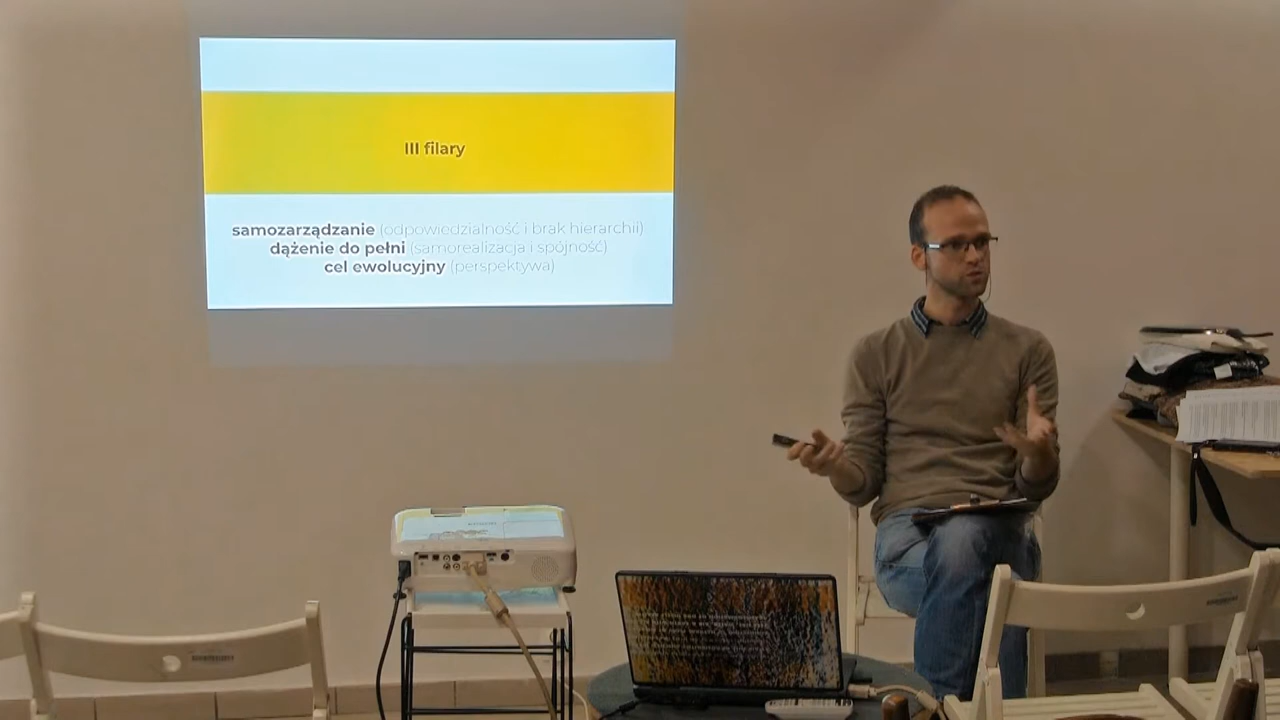 III filary
samozarządzanie (odpowiedzialność i brak hierarchii)
dążenie do pełni (samorealizacja i spójność)
cel ewolucyjny (perspektywa)